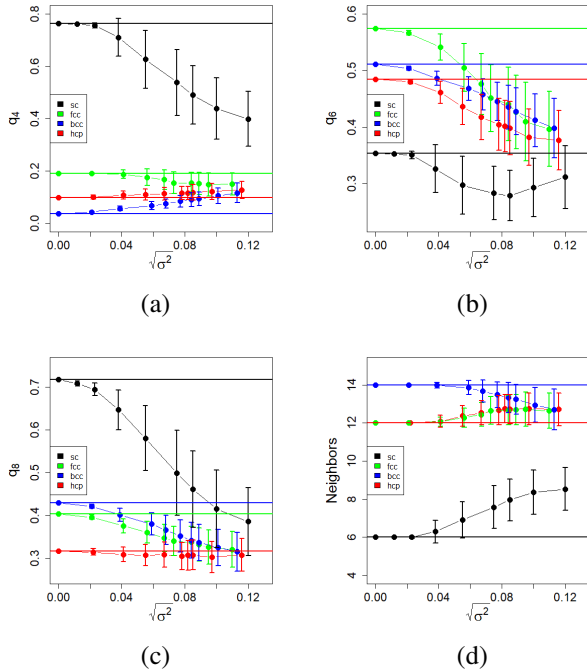 0.8
0.6
0.4
0.2
0.0
q4
sc
fcc
bcc
hcp
0.00 0.04 0.08 0.12
√σ²
(a)
0.6
0.5
0.4
0.3
q6
sc
fcc
bcc
hcp
0.00 0.04 0.08 0.12
√σ²
(b)
0.7
0.6
0.5
0.4
0.3
q8
sc
fcc
bcc
hcp
0.00 0.04 0.08 0.12
√σ²
(c)
14
12
10
8
6
4
Neighbors
sc
fcc
bcc
hcp
0.00 0.04 0.08 0.12
√σ²
(d)